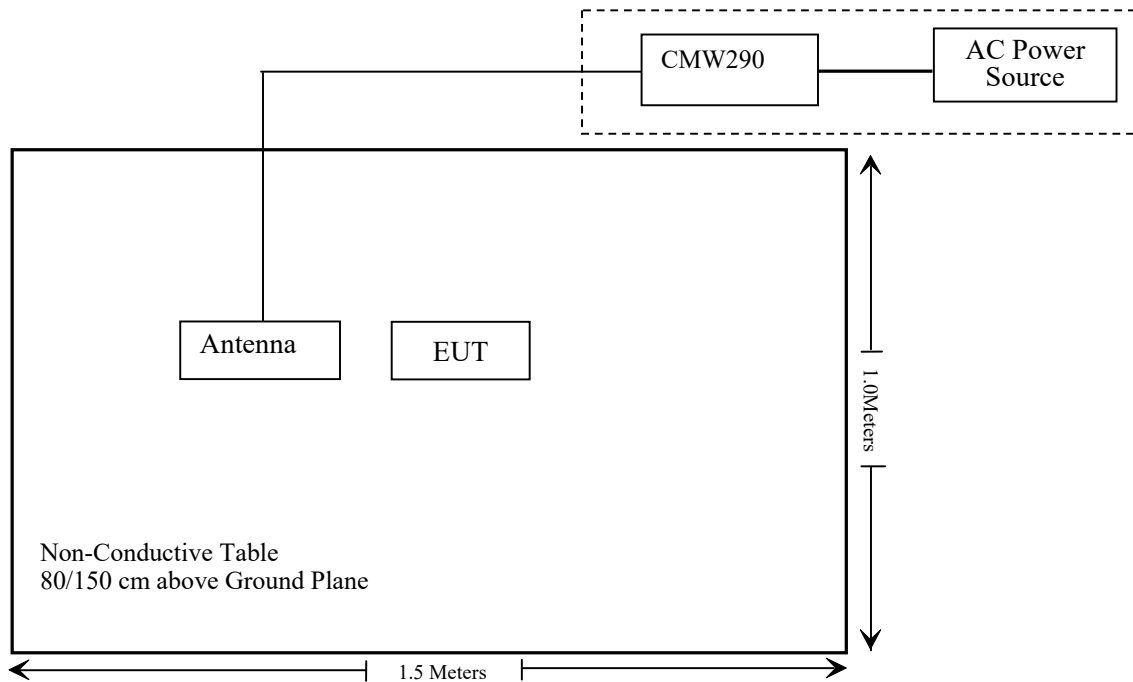 CMW290
AC Power
Source
Antenna
EUT
1.0Meters
Non-Conductive Table
80/150 cm above Ground Plane
1.5 Meters